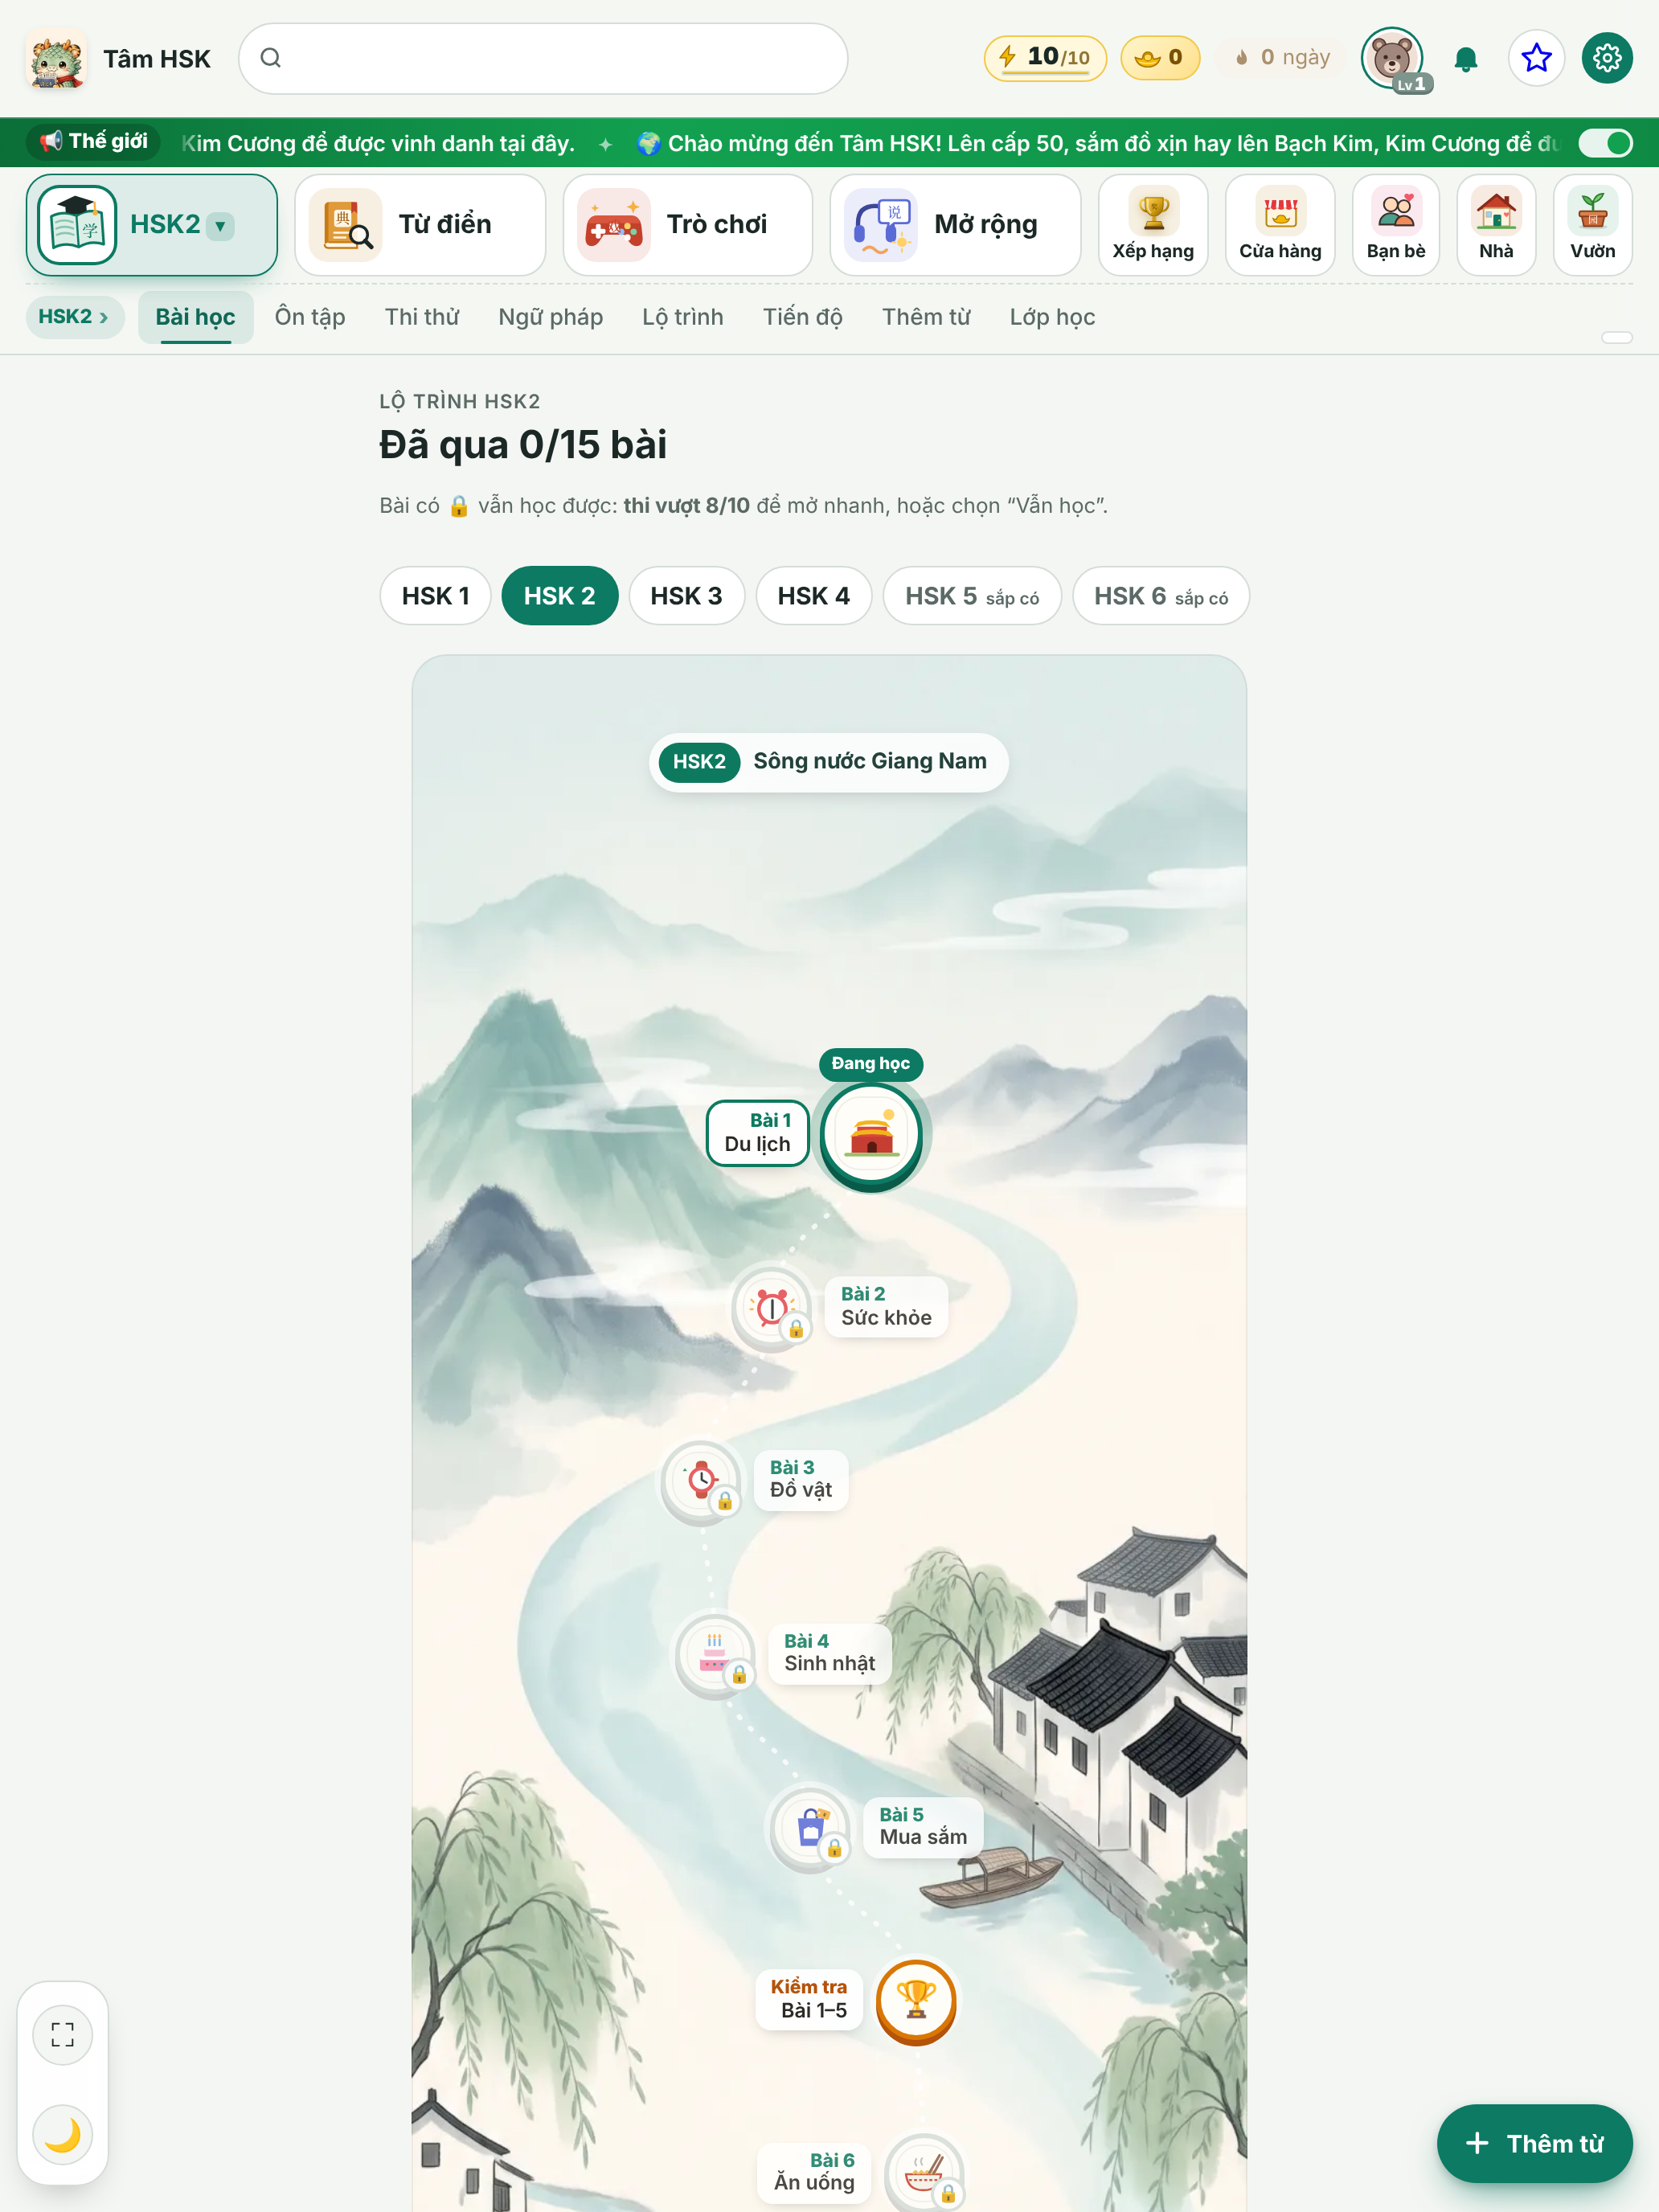 Tâm HSK
10/10
0
0 ngày
Lv 1
Thế giới
Kim Cương để được vinh danh tại đây. ✦ Chào mừng đến Tâm HSK! Lên cấp 50, sắm đồ xịn hay lên Bạch Kim, Kim Cương để đư
HSK2
Từ điển
Trò chơi
Mở rộng
Xếp hạng
Cửa hàng
Bạn bè
Nhà
Vườn
学
典
说
HSK2 ›
Bài học
Ôn tập
Thi thử
Ngữ pháp
Lộ trình
Tiến độ
Thêm từ
Lớp học
LỘ TRÌNH HSK2
Đã qua 0/15 bài
Bài có 🔒 vẫn học được: thi vượt 8/10 để mở nhanh, hoặc chọn “Vẫn học”.
HSK 1
HSK 2
HSK 3
HSK 4
HSK 5 sắp có
HSK 6 sắp có
HSK2 Sông nước Giang Nam
Đang học
Bài 1
Du lịch
Bài 2
Sức khỏe
Bài 3
Đồ vật
Bài 4
Sinh nhật
Bài 5
Mua sắm
Kiểm tra
Bài 1–5
Bài 6
Ăn uống
+ Thêm từ